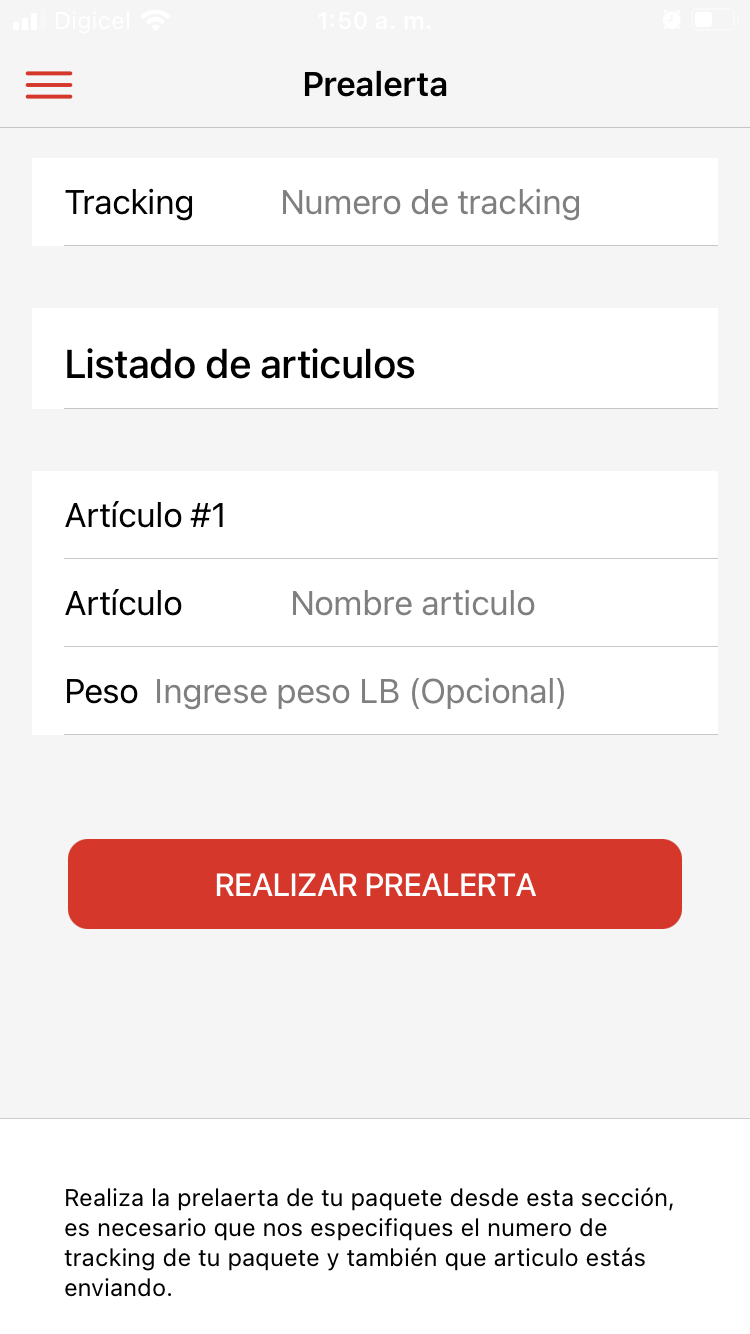 Digicel 1:50 a. m.
Prealerta
Tracking Numero de tracking
Listado de articulos
Artículo #1
Artículo Nombre articulo
Peso Ingrese peso LB (Opcional)
REALIZAR PREALERTA
Realiza la prelaerta de tu paquete desde esta sección,
es necesario que nos especifiques el numero de
tracking de tu paquete y también que articulo estás
enviando.